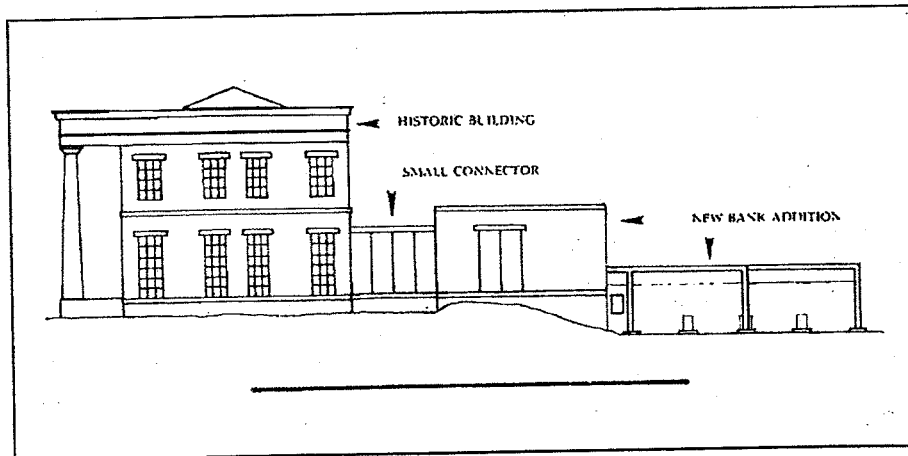 HISTORIC BUILDING
SMALL CONNECTOR
NEW BANK ADDITION